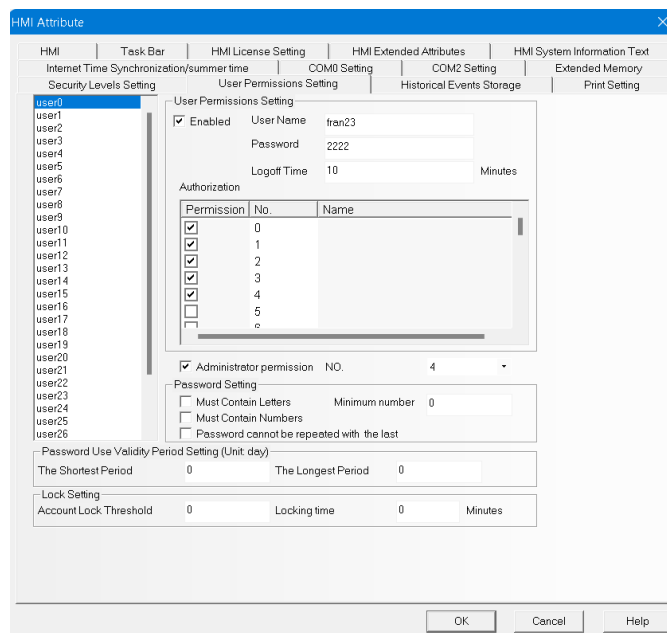 HMI Attribute
HMI Task Bar HMI License Setting HMI Extended Attributes HMI System Information Text
Internet Time Synchronization/summer time COM0 Setting COM2 Setting Extended Memory
Security Levels Setting User Permissions Setting Historical Events Storage Print Setting
user0
user1
user2
user3
user4
user5
user6
user7
user8
user9
user10
user11
user12
user13
user14
user15
user16
user17
user18
user19
user20
user21
user22
user23
user24
user25
user26
User Permissions Setting
Enabled User Name fran23
Password 2222
Logoff Time 10 Minutes
Authorization
Permission No. Name
0
1
2
3
4
5
6
Administrator permission NO. 4
Password Setting
Must Contain Letters Minimum number 0
Must Contain Numbers
Password cannot be repeated with the last
Password Use Validity Period Setting (Unit: day)
The Shortest Period 0 The Longest Period 0
Lock Setting
Account Lock Threshold 0 Locking time 0 Minutes
OK Cancel Help